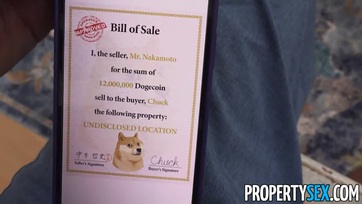 APPROVED
Bill of Sale
I, the seller, Mr. Nakamoto
for the sum of
12,000,000 Dogecoin
sell to the buyer, Chuck
the following property:
UNDISCLOSED LOCATION
Chuck
Seller's Signature
Buyer's Signature
PROPERTYSEX.COM